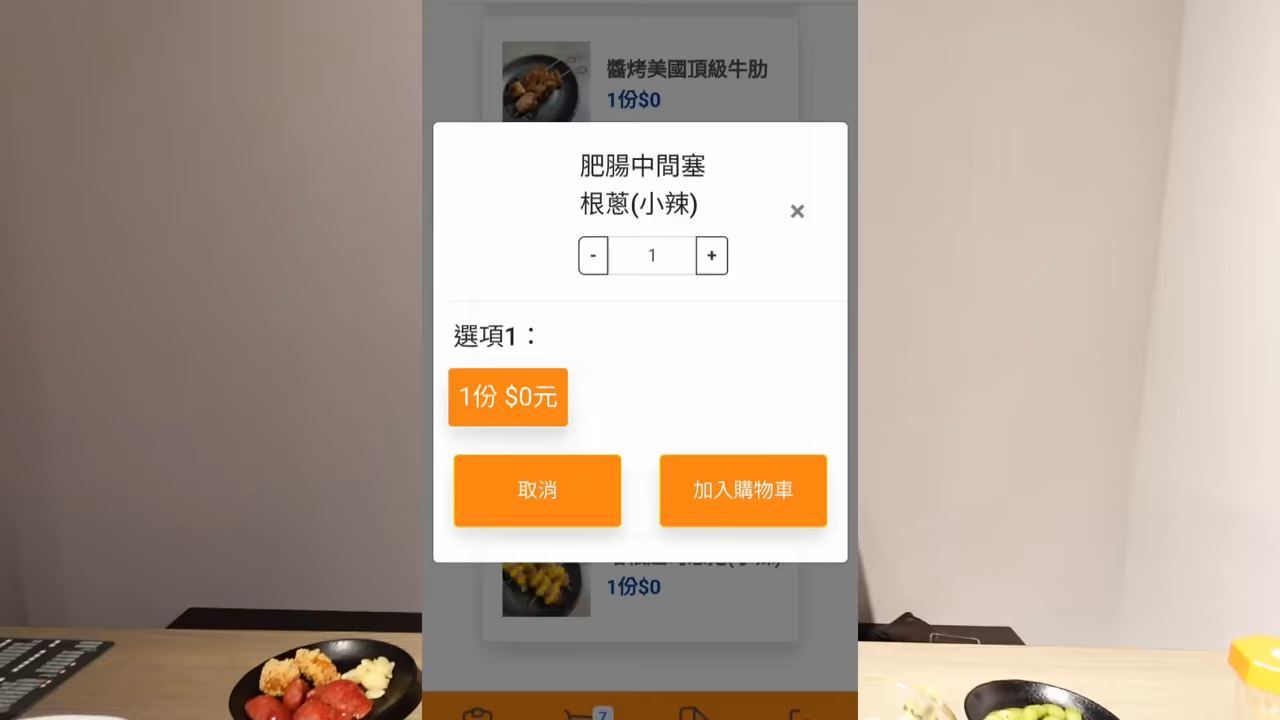 醬烤美國頂級牛肋
1份$0
肥腸中間塞
根蔥(小辣)
×
- 1 +
選項1：
1份 $0元
取消
加入購物車
1份$0
7